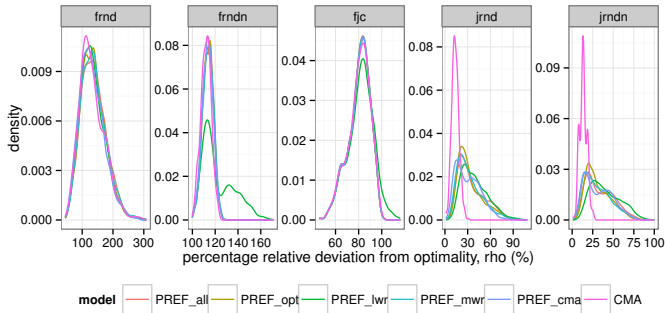 frnd frndn fjc jrnd jrndn
0.009 0.006 0.003 0.000
0.08 0.06 0.04 0.02 0.00
0.04 0.03 0.02 0.01 0.00
0.08 0.06 0.04 0.02 0.00
0.09 0.06 0.03 0.00
density
100 200 300 100 120 140 160 60 80 100 0 30 60 90 0 25 50 75 100
percentage relative deviation from optimality, rho (%)
model PREF_all PREF_opt PREF_lwr PREF_mwr PREF_cma CMA